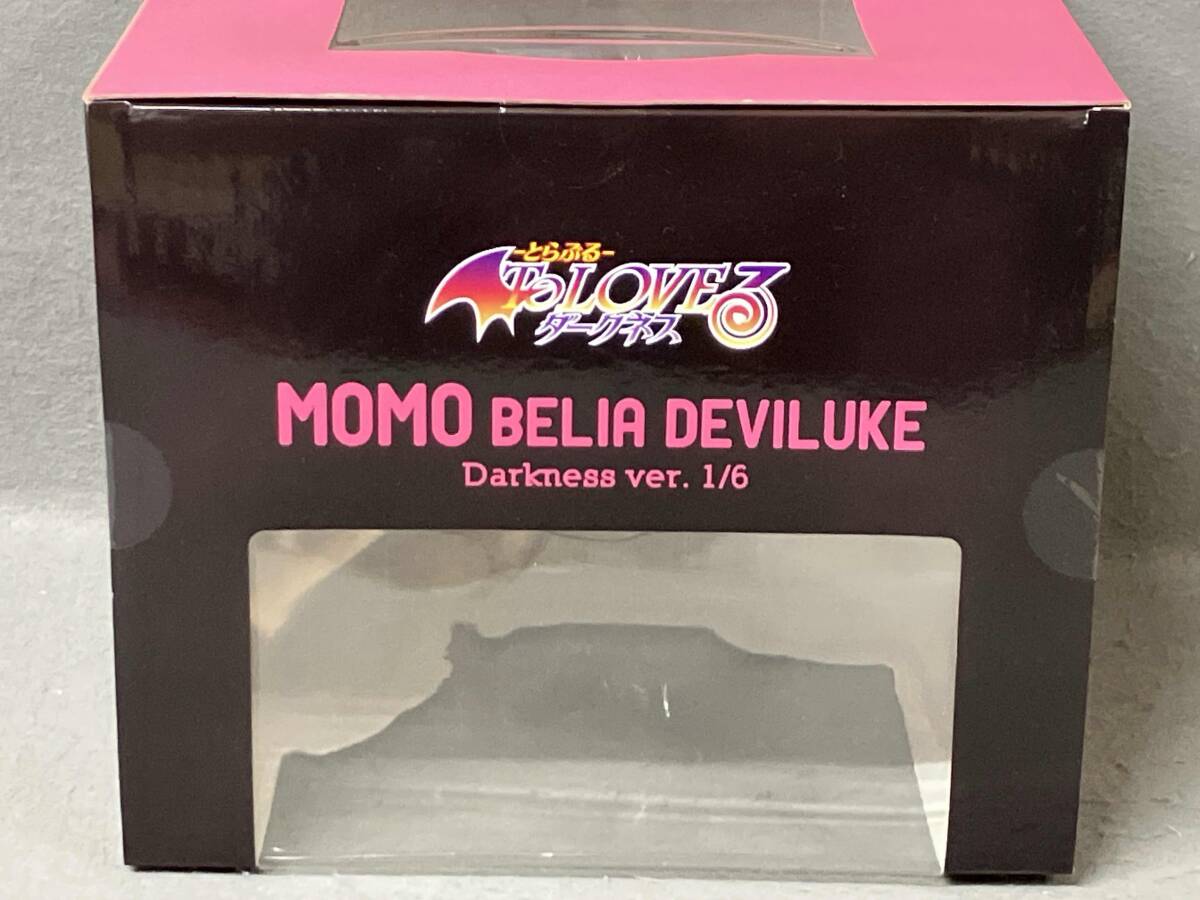 -とらぶる-
To LOVEる
ダークネス
MOMO BELIA DEVILUKE
Darkness ver. 1/6